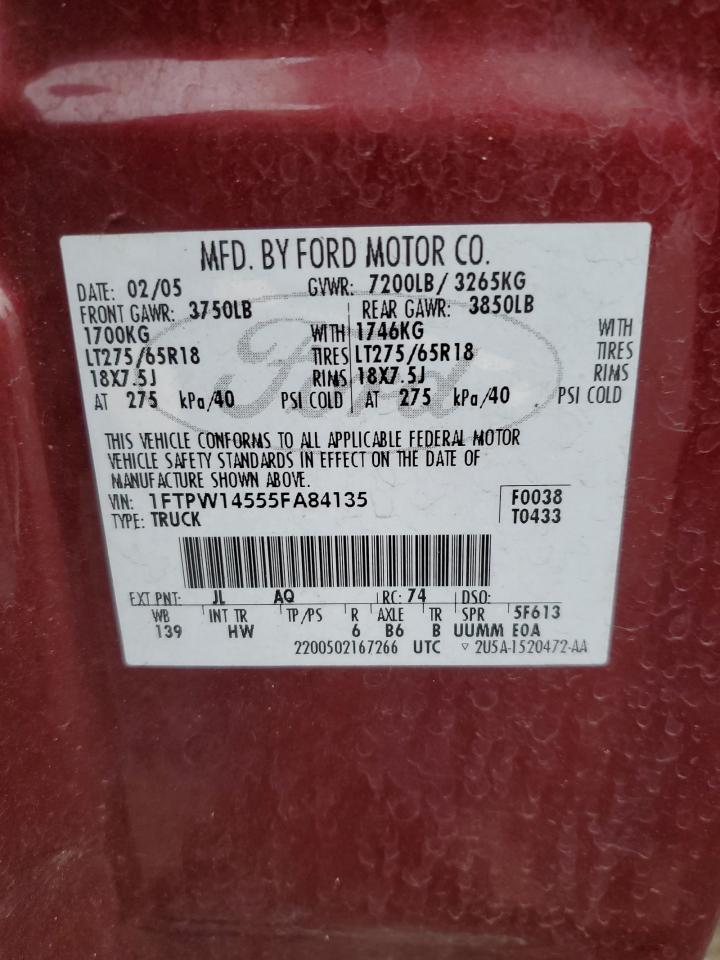 MFD. BY FORD MOTOR CO.
DATE: 02/05 GVWR: 7200LB/ 3265KG
FRONT GAWR: 3750LB REAR GAWR: 3850LB
1700KG WITH 1746KG WITH
LT275/65R18 TIRES LT275/65R18 TIRES
18X7.5J RIMS 18X7.5J RIMS
AT 275 kPa/40 PSI COLD AT 275 kPa/40 PSI COLD
Ford
THIS VEHICLE CONFORMS TO ALL APPLICABLE FEDERAL MOTOR
VEHICLE SAFETY STANDARDS IN EFFECT ON THE DATE OF
MANUFACTURE SHOWN ABOVE.
VIN: 1FTPW14555FA84135 F0038
TYPE: TRUCK T0433
EXT PNT: JL AQ RC: 74 DSO:
WB INT TR TP/PS R AXLE TR SPR 5F613
139 HW 6 B6 B UUMM EOA
2200502167266 UTC ▽ 2U5A-1520472-AA